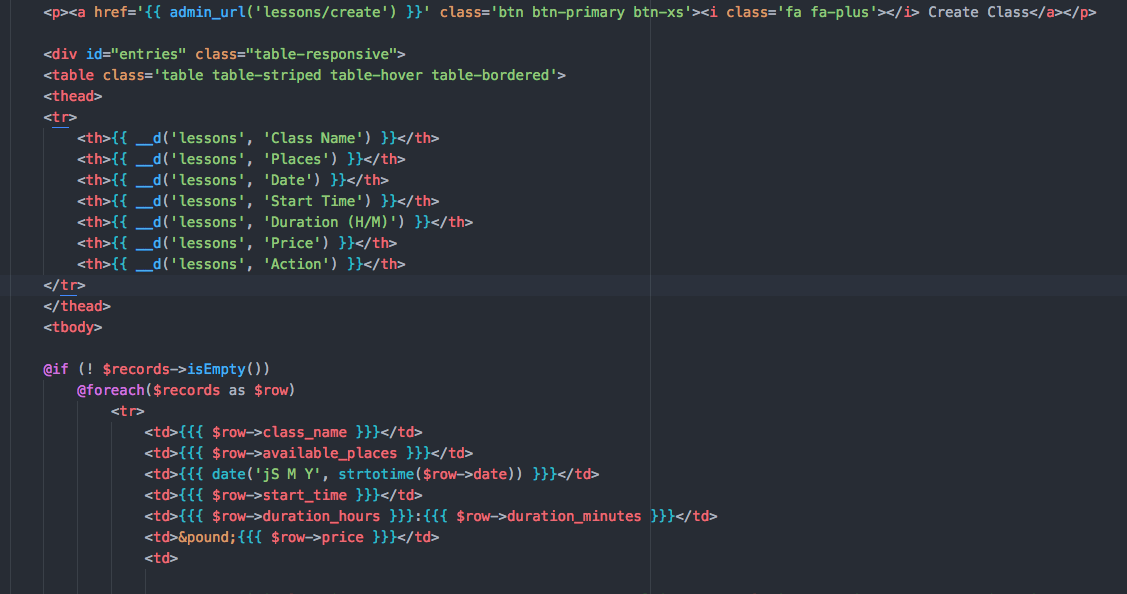 <p><a href='{{ admin_url('lessons/create') }}' class='btn btn-primary btn-xs'><i class='fa fa-plus'></i> Create Class</a></p>
<div id="entries" class="table-responsive">
<table class='table table-striped table-hover table-bordered'>
<thead>
<tr>
<th>{{ __d('lessons', 'Class Name') }}</th>
<th>{{ __d('lessons', 'Places') }}</th>
<th>{{ __d('lessons', 'Date') }}</th>
<th>{{ __d('lessons', 'Start Time') }}</th>
<th>{{ __d('lessons', 'Duration (H/M)') }}</th>
<th>{{ __d('lessons', 'Price') }}</th>
<th>{{ __d('lessons', 'Action') }}</th>
</tr>
</thead>
<tbody>
@if (! $records->isEmpty())
@foreach($records as $row)
<tr>
<td>{{{ $row->class_name }}}</td>
<td>{{{ $row->available_places }}}</td>
<td>{{{ date('jS M Y', strtotime($row->date)) }}}</td>
<td>{{{ $row->start_time }}}</td>
<td>{{{ $row->duration_hours }}}:{{{ $row->duration_minutes }}}</td>
<td>&pound;{{{ $row->price }}}</td>
<td>